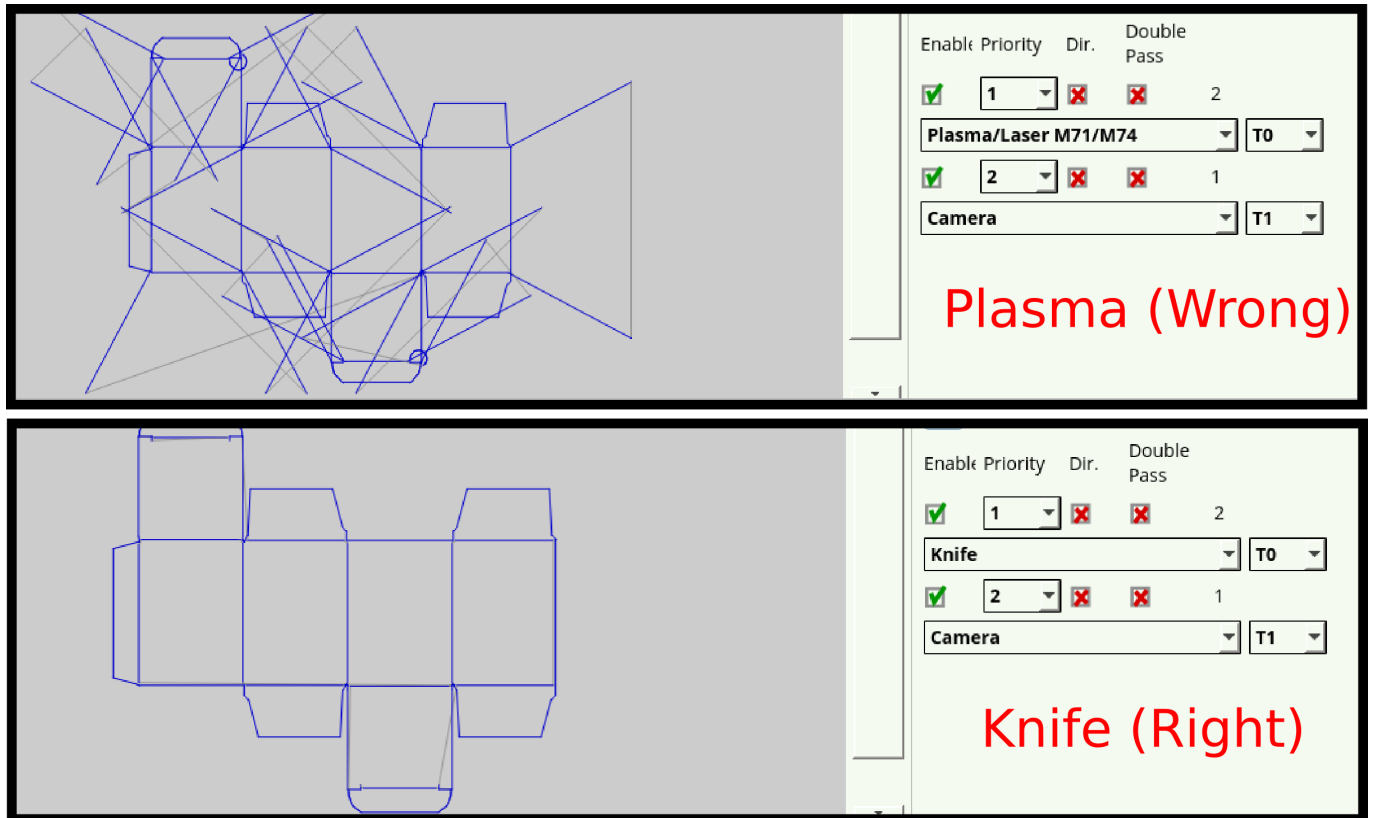 Double
Enable Priority Dir. Pass
1 2
Plasma/Laser M71/M74 T0
2 1
Camera T1
Plasma (Wrong)
Double
Enable Priority Dir. Pass
1 2
Knife T0
2 1
Camera T1
Knife (Right)